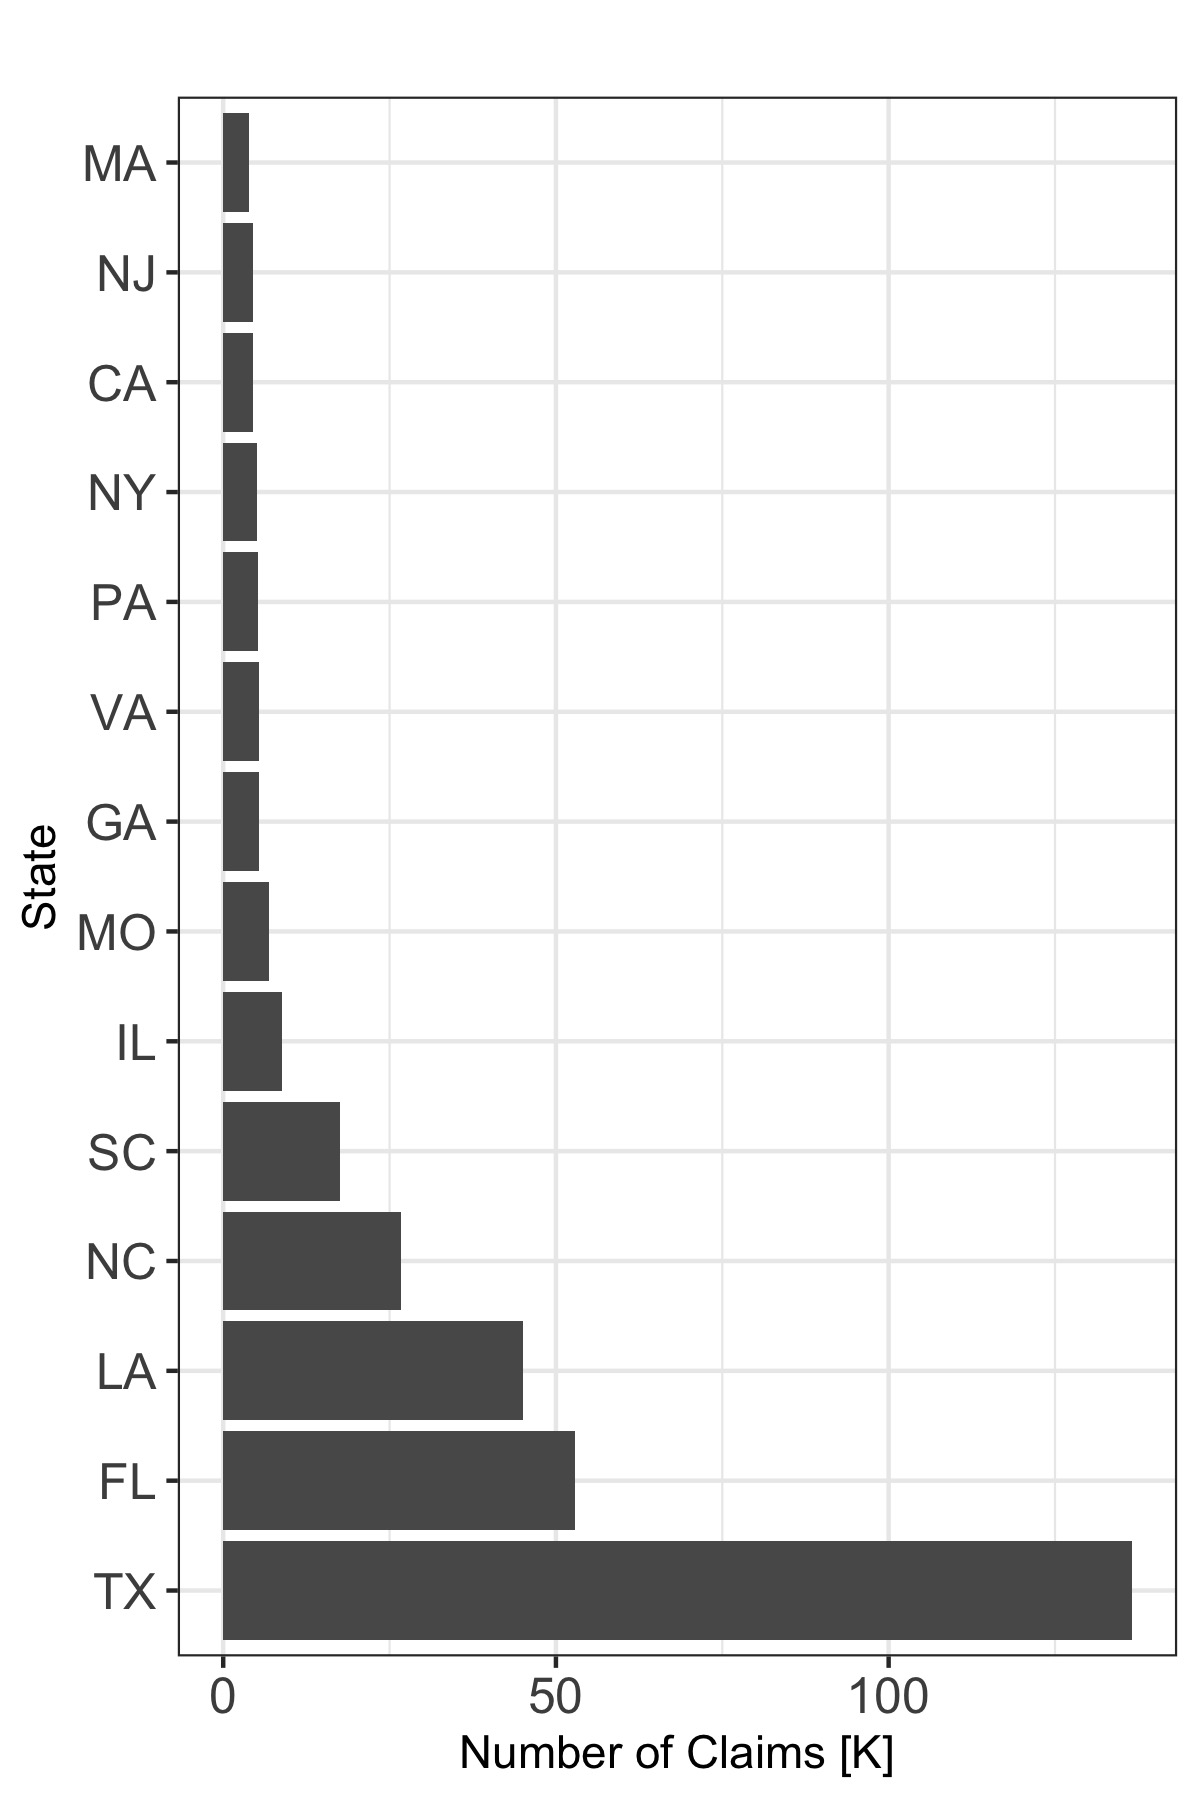 MA
NJ
CA
NY
PA
VA
GA
MO
IL
SC
NC
LA
FL
TX
State
0 50 100
Number of Claims [K]